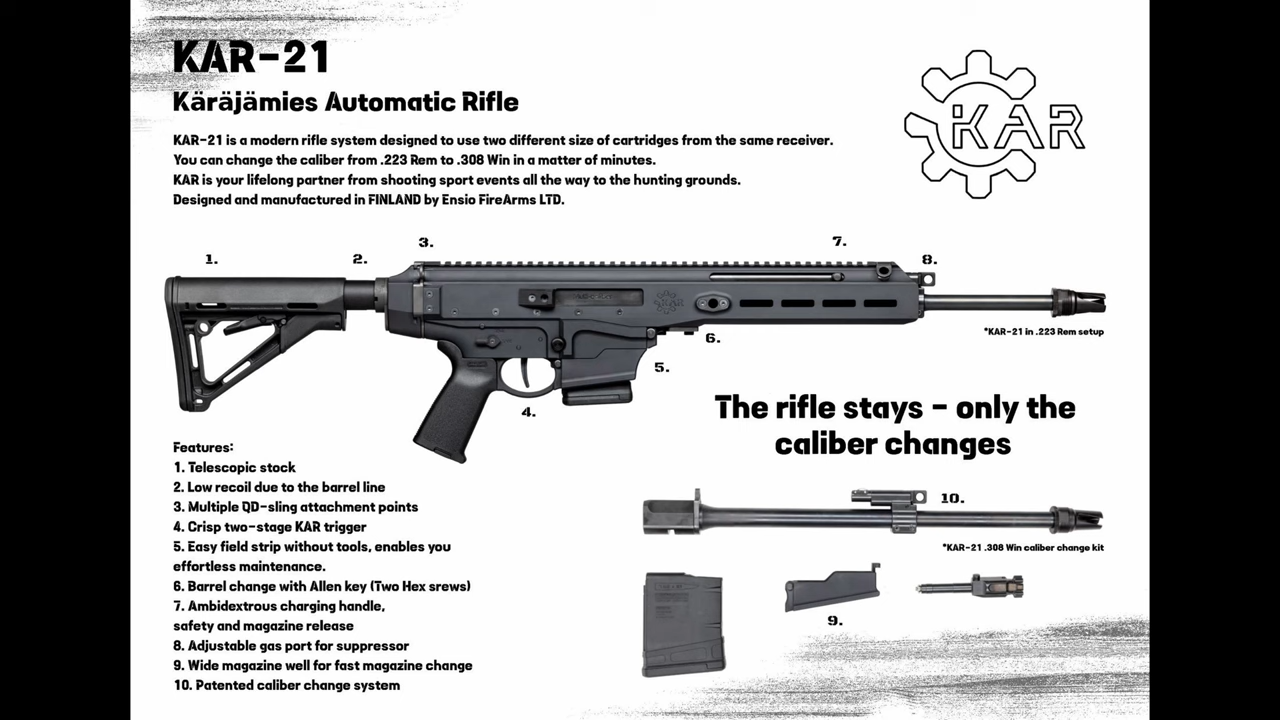 KAR-21
Käräjämies Automatic Rifle
KAR-21 is a modern rifle system designed to use two different size of cartridges from the same receiver.
You can change the caliber from .223 Rem to .308 Win in a matter of minutes.
KAR is your lifelong partner from shooting sport events all the way to the hunting grounds.
Designed and manufactured in FINLAND by Ensio FireArms LTD.
KAR
1.
2.
3.
7.
8.
KAR
*KAR-21 in .223 Rem setup
6.
5.
4.
The rifle stays - only the
caliber changes
Features:
1. Telescopic stock
2. Low recoil due to the barrel line
3. Multiple QD-sling attachment points
4. Crisp two-stage KAR trigger
5. Easy field strip without tools, enables you
effortless maintenance.
6. Barrel change with Allen key (Two Hex srews)
7. Ambidextrous charging handle,
safety and magazine release
8. Adjustable gas port for suppressor
9. Wide magazine well for fast magazine change
10. Patented caliber change system
10.
*KAR-21 .308 Win caliber change kit
9.